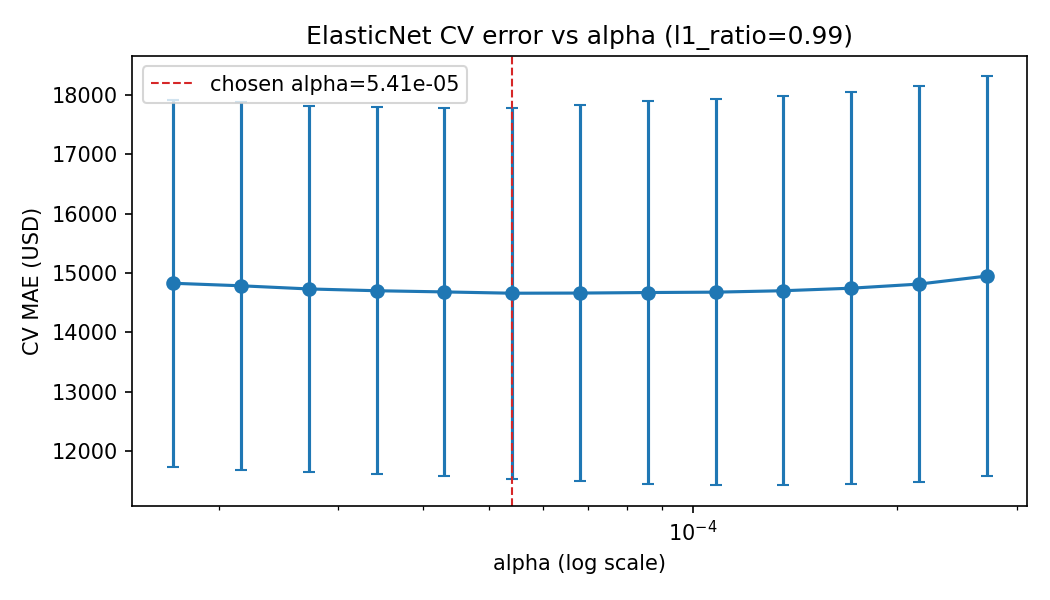 ElasticNet CV error vs alpha (l1_ratio=0.99)
chosen alpha=5.41e-05
18000
17000
16000
15000
14000
13000
12000
CV MAE (USD)
10⁻⁴
alpha (log scale)